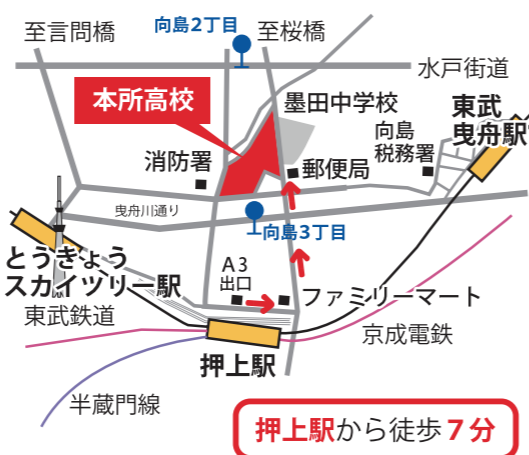 至言問橋
向島2丁目
至桜橋
水戸街道
本所高校
墨田中学校
東武
曳舟駅
向島
税務署
消防署
郵便局
曳舟川通り
向島3丁目
とうきょう
スカイツリー駅
A3
出口
ファミリーマート
東武鉄道
京成電鉄
押上駅
半蔵門線
押上駅から徒歩7分